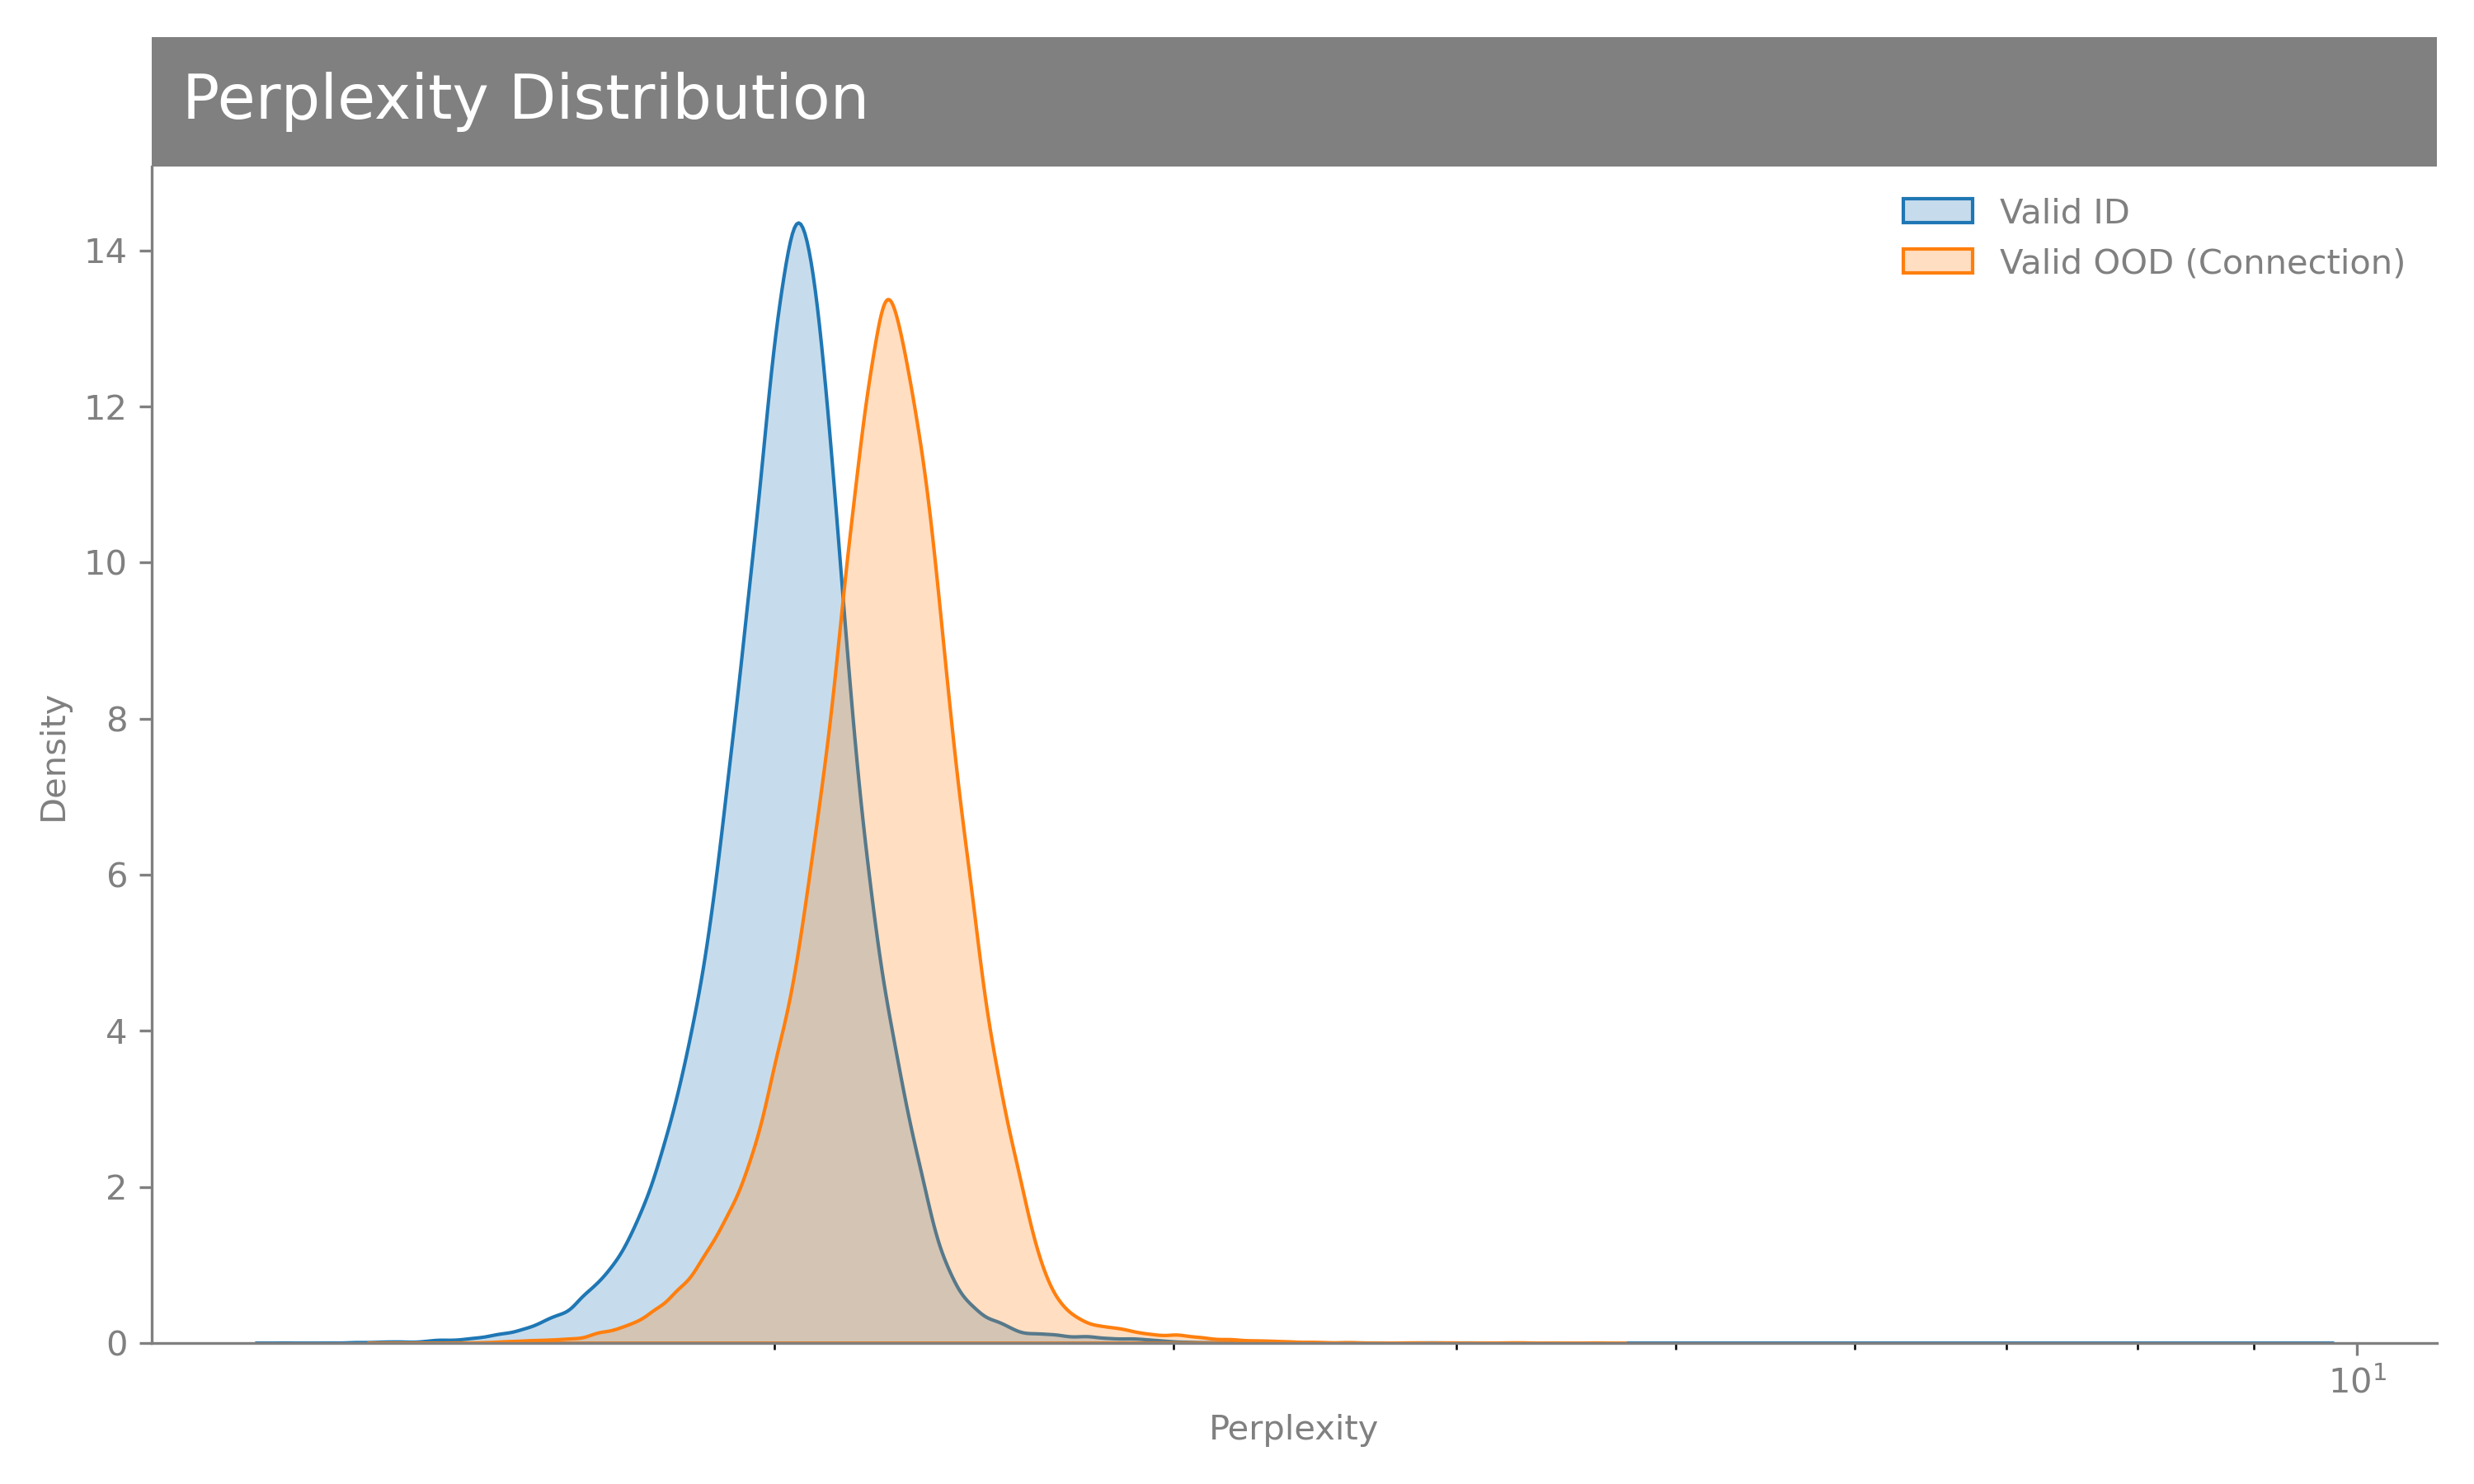 Perplexity Distribution
Valid ID
Valid OOD (Connection)
14
12
10
8
6
4
2
0
Density
10¹
Perplexity